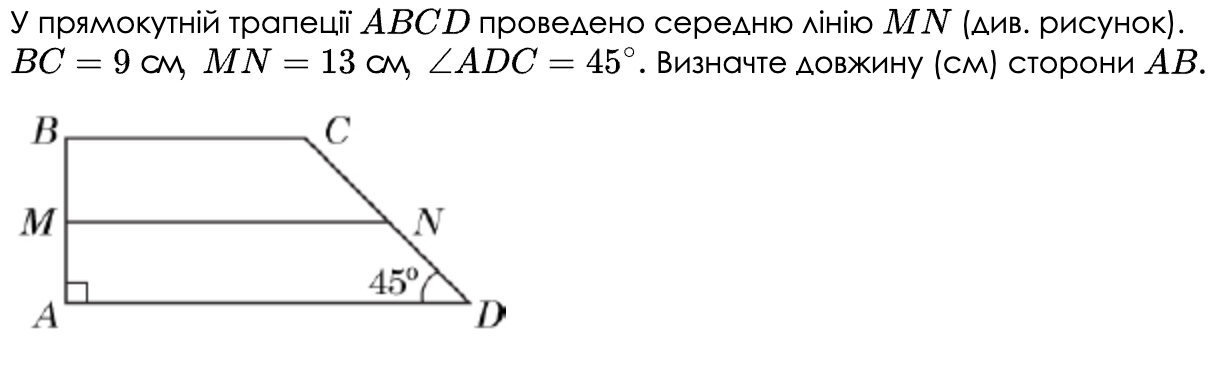 У прямокутній трапеції ABCD проведено середню лінію MN (див. рисунок).
BC = 9 см, MN = 13 см, ∠ADC = 45°. Визначте довжину (см) сторони AB.
B
C
M
N
45º
A
D